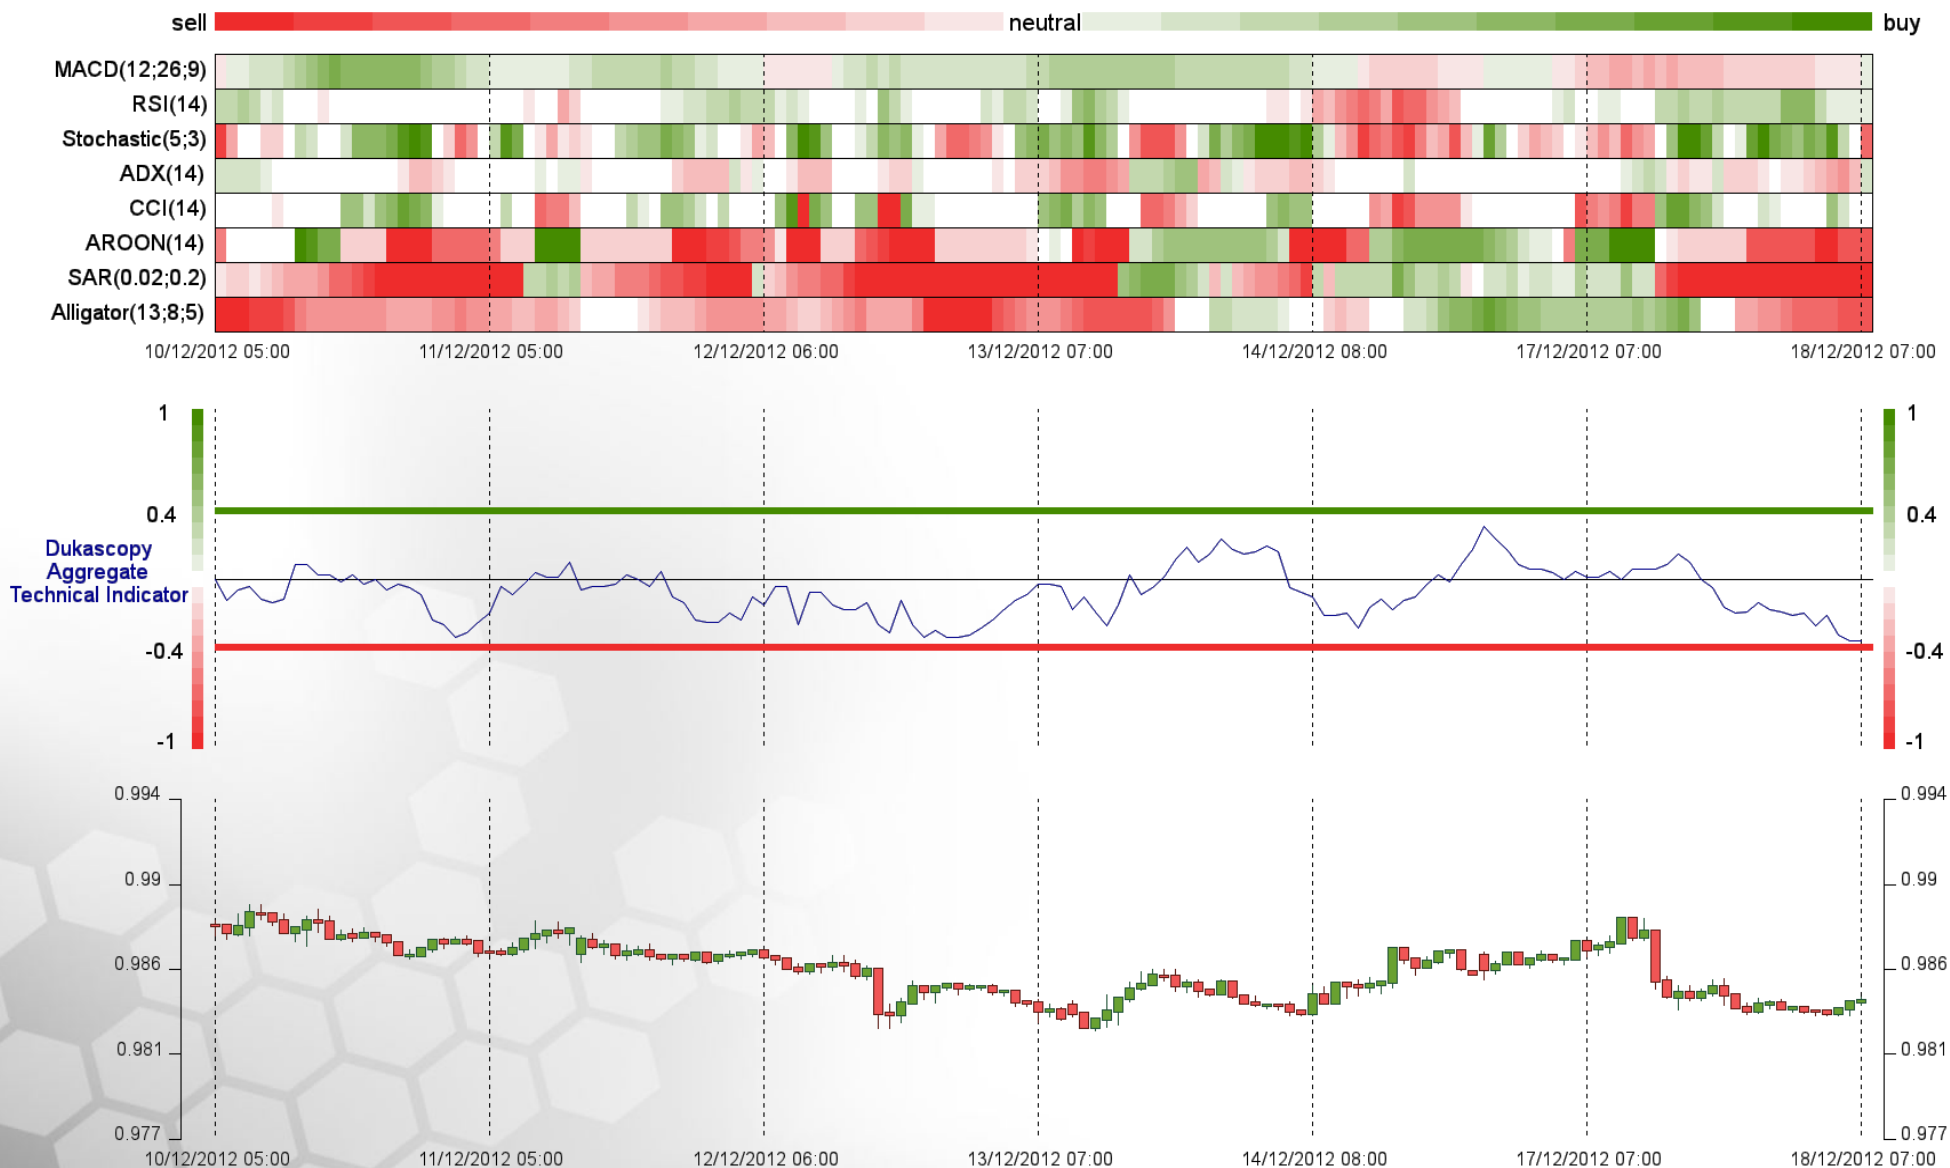 sell neutral buy
MACD(12;26;9)
RSI(14)
Stochastic(5;3)
ADX(14)
CCI(14)
AROON(14)
SAR(0.02;0.2)
Alligator(13;8;5)
10/12/2012 05:00 11/12/2012 05:00 12/12/2012 06:00 13/12/2012 07:00 14/12/2012 08:00 17/12/2012 07:00 18/12/2012 07:00
1 1
0.4 0.4
Dukascopy
Aggregate
Technical Indicator
-0.4 -0.4
-1 -1
0.994 0.994
0.99 0.99
0.986 0.986
0.981 0.981
0.977 0.977
10/12/2012 05:00 11/12/2012 05:00 12/12/2012 06:00 13/12/2012 07:00 14/12/2012 08:00 17/12/2012 07:00 18/12/2012 07:00